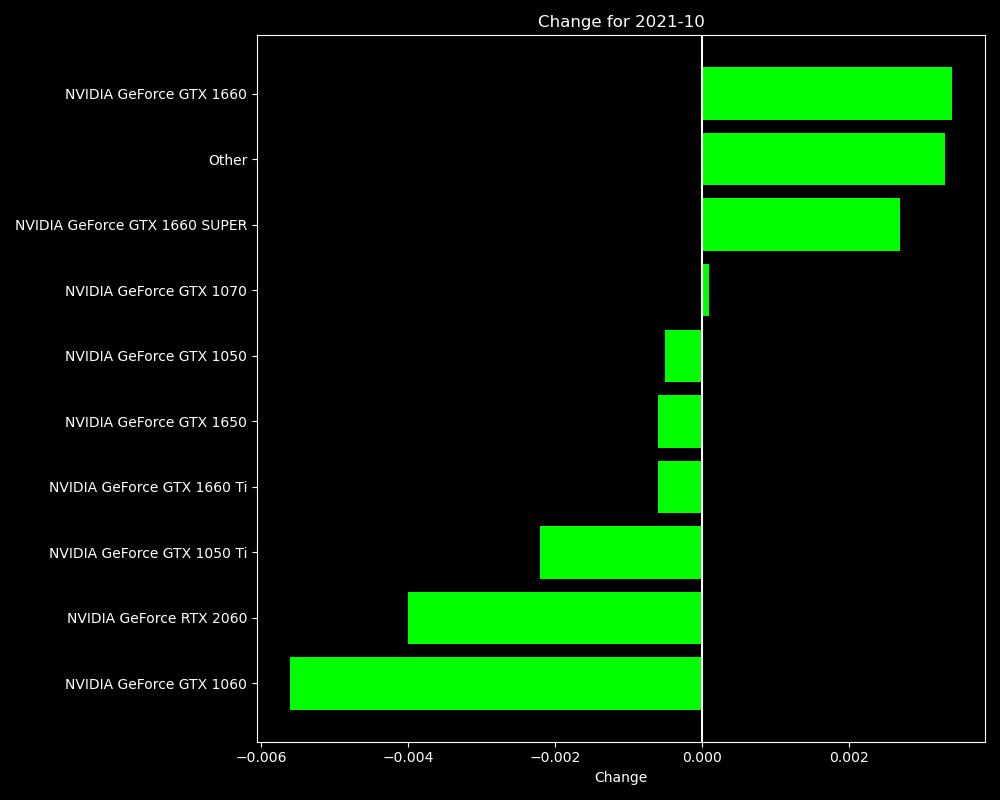 Change for 2021-10
NVIDIA GeForce GTX 1660
Other
NVIDIA GeForce GTX 1660 SUPER
NVIDIA GeForce GTX 1070
NVIDIA GeForce GTX 1050
NVIDIA GeForce GTX 1650
NVIDIA GeForce GTX 1660 Ti
NVIDIA GeForce GTX 1050 Ti
NVIDIA GeForce RTX 2060
NVIDIA GeForce GTX 1060
−0.006 −0.004 −0.002 0.000 0.002
Change